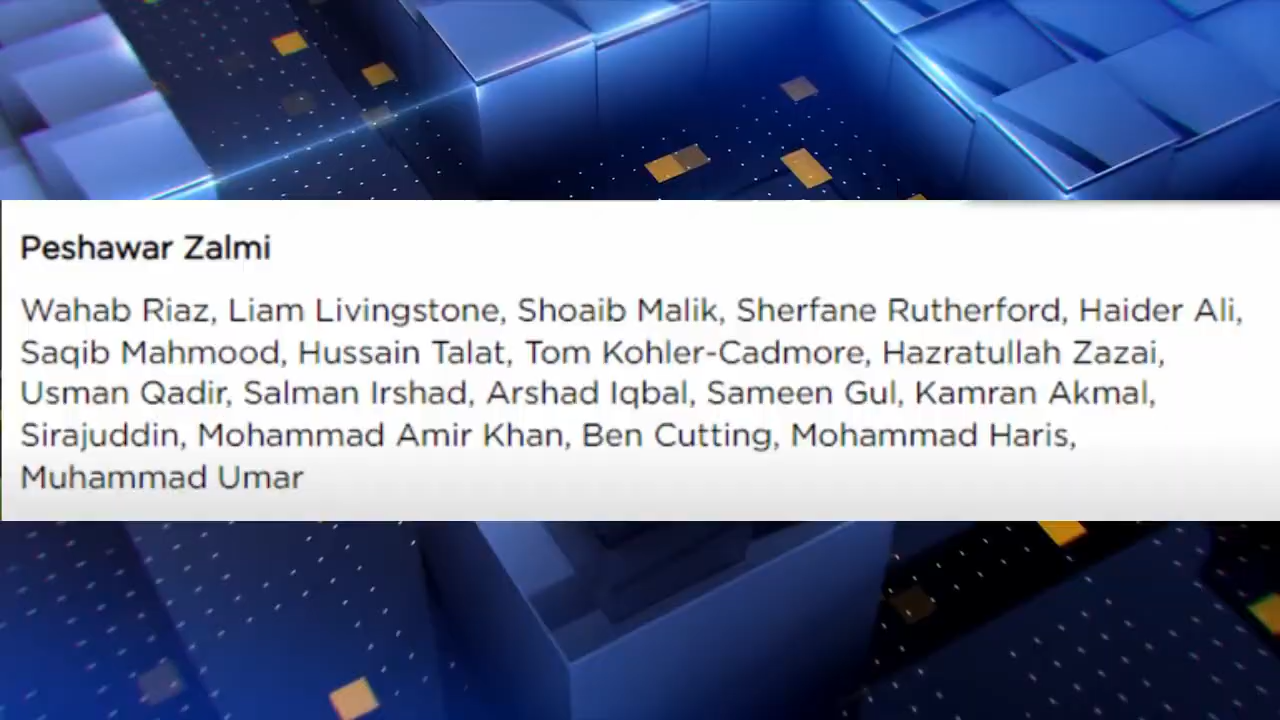 Peshawar Zalmi
Wahab Riaz, Liam Livingstone, Shoaib Malik, Sherfane Rutherford, Haider Ali,
Saqib Mahmood, Hussain Talat, Tom Kohler-Cadmore, Hazratullah Zazai,
Usman Qadir, Salman Irshad, Arshad Iqbal, Sameen Gul, Kamran Akmal,
Sirajuddin, Mohammad Amir Khan, Ben Cutting, Mohammad Haris,
Muhammad Umar